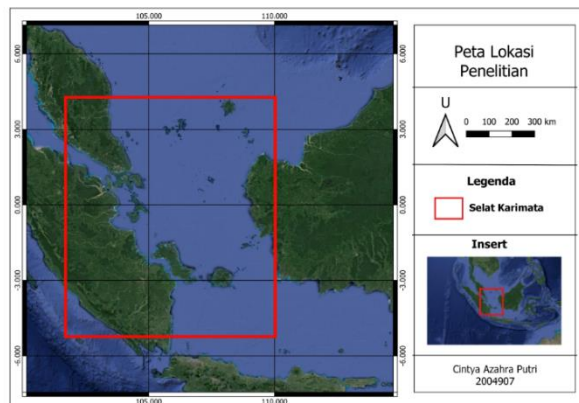 105.000 110.000
6.000 6.000
3.000 3.000
0.000 0.000
-3.000 -3.000
-6.000 -6.000
105.000 110.000
Peta Lokasi
Penelitian
U
0 100 200 300 km
Legenda
Selat Karimata
Insert
Cintya Azahra Putri
2004907